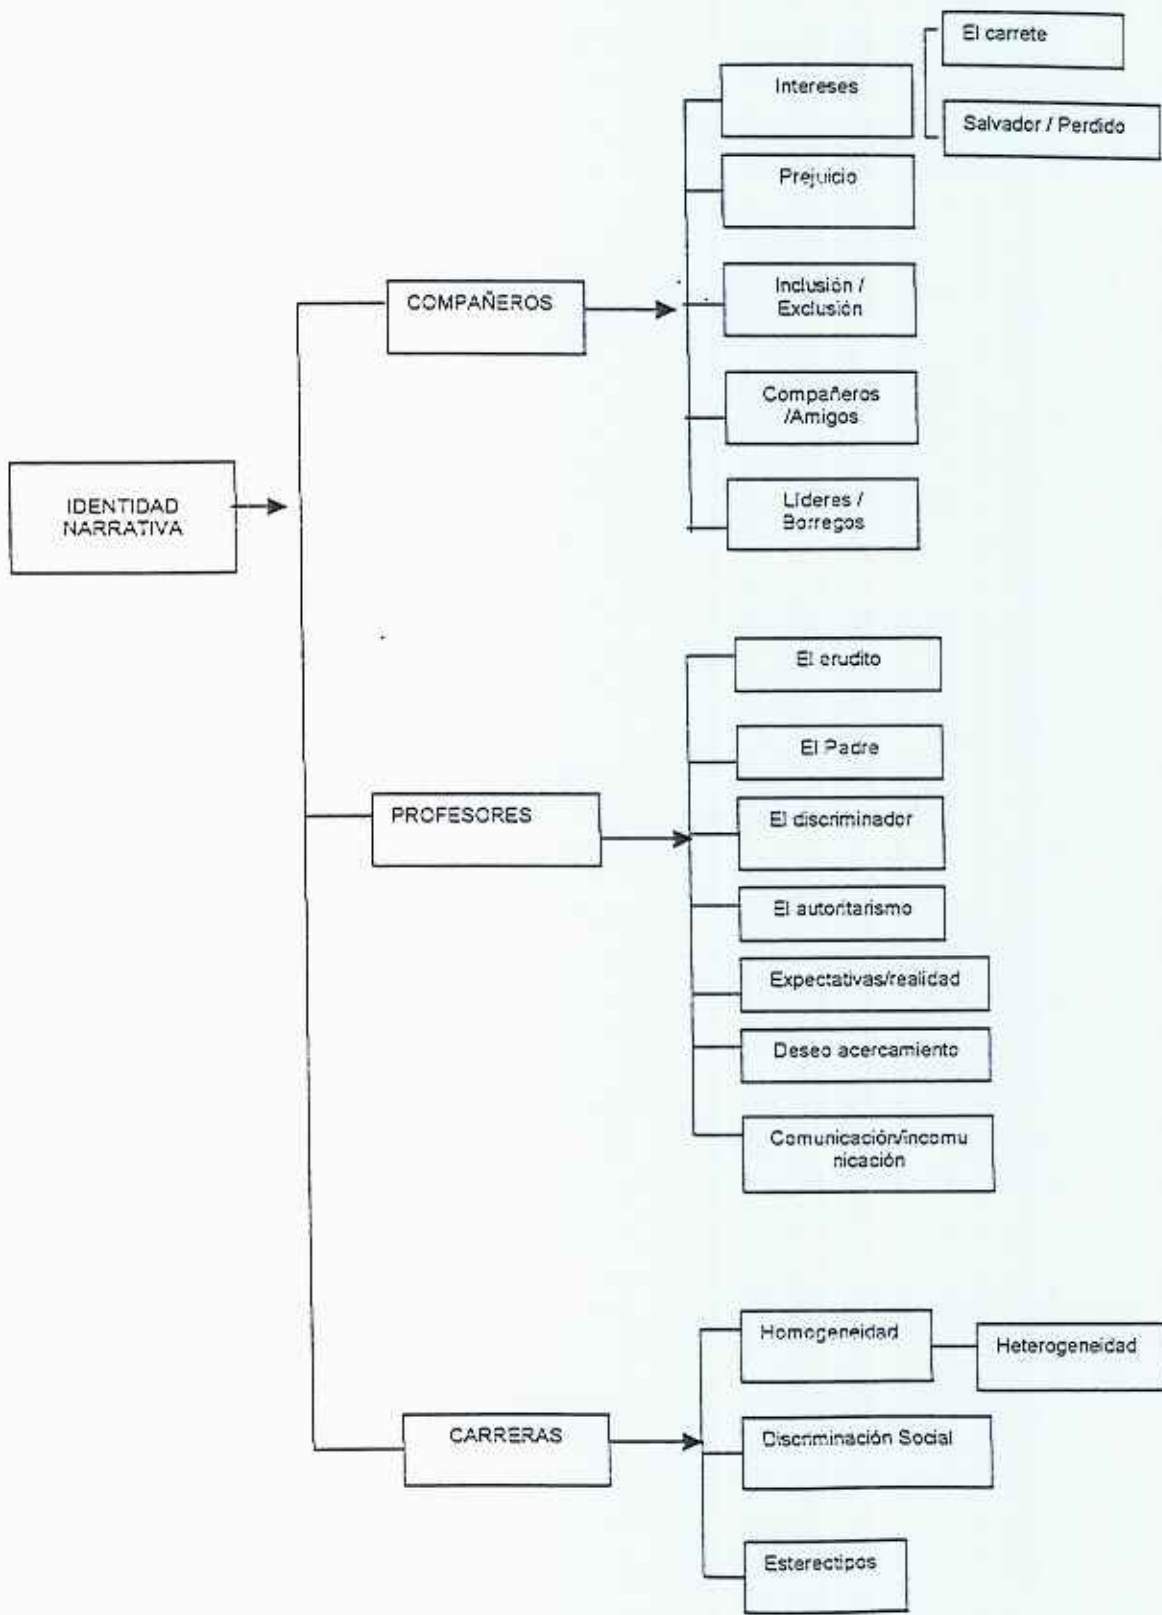 El carrete
Intereses
Salvador / Perdido
Prejuicio
COMPAÑEROS
Inclusión /
Exclusión
Compañeros
/Amigos
Líderes /
Borregos
IDENTIDAD
NARRATIVA
El erudito
El Padre
PROFESORES
El discriminador
El autoritarismo
Expectativas/realidad
Deseo acercamiento
Comunicación/incomu
nicación
Homogeneidad
Heterogeneidad
CARRERAS
Discriminación Social
Estereotipos